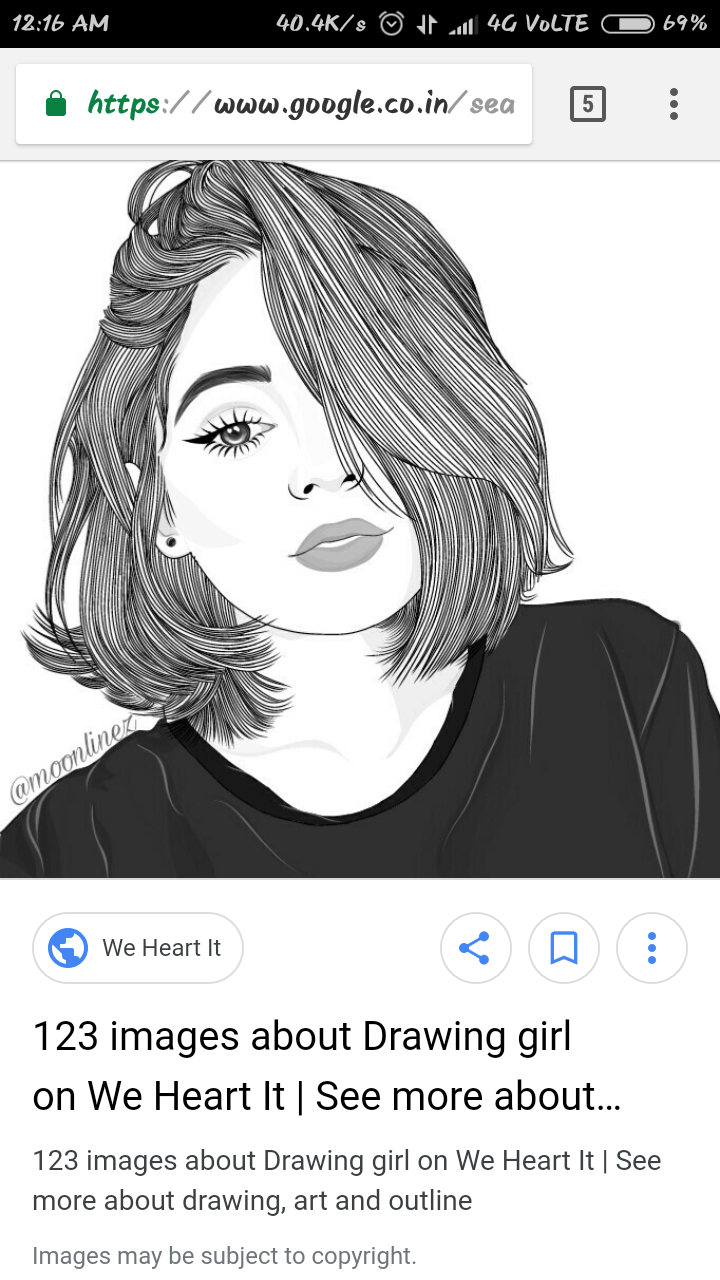 12:16 AM 40.4K/s 4G VoLTE 69%
https://www.google.co.in/sea 5
@moonlinez
We Heart It
123 images about Drawing girl
on We Heart It | See more about...
123 images about Drawing girl on We Heart It | See
more about drawing, art and outline
Images may be subject to copyright.